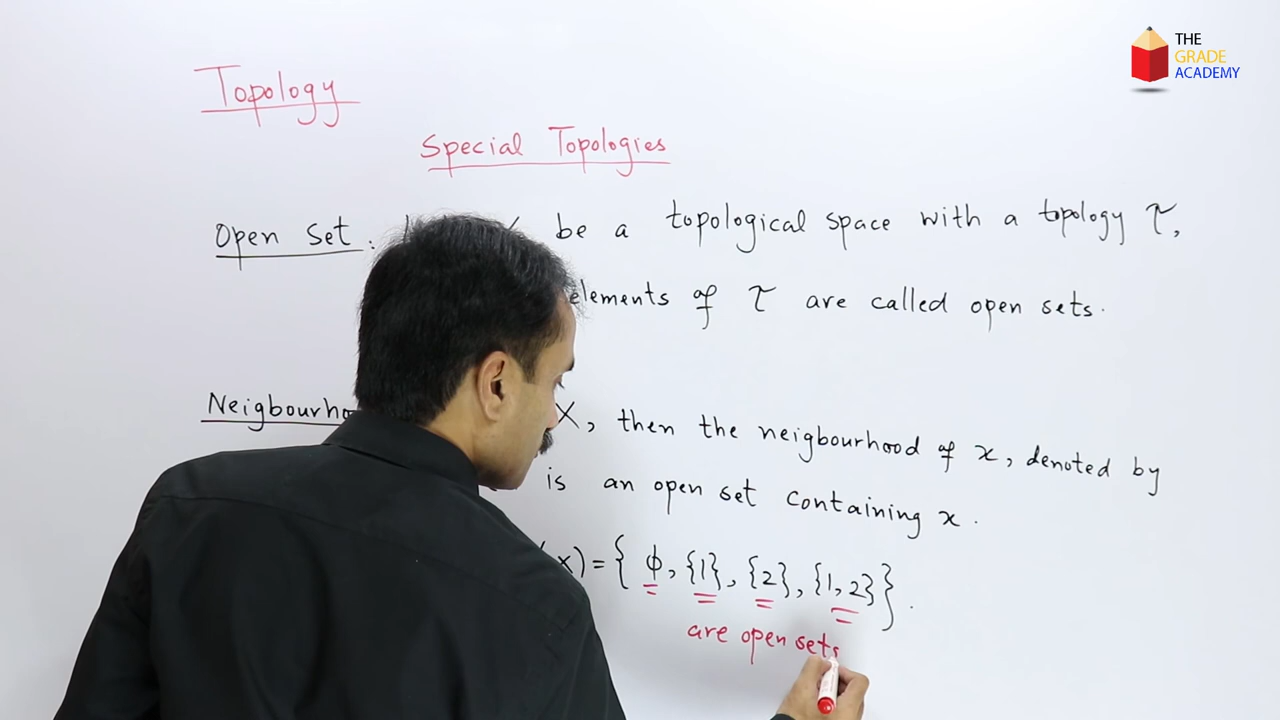 THE
GRADE
ACADEMY
Topology
Special Topologies
Open Set: be a topological space with a topology τ,
elements of τ are called open sets.
X, then the neigbourhood of x, denoted by
is an open set containing x.
X) = { φ, {1}, {2}, {1, 2} }.
are open sets